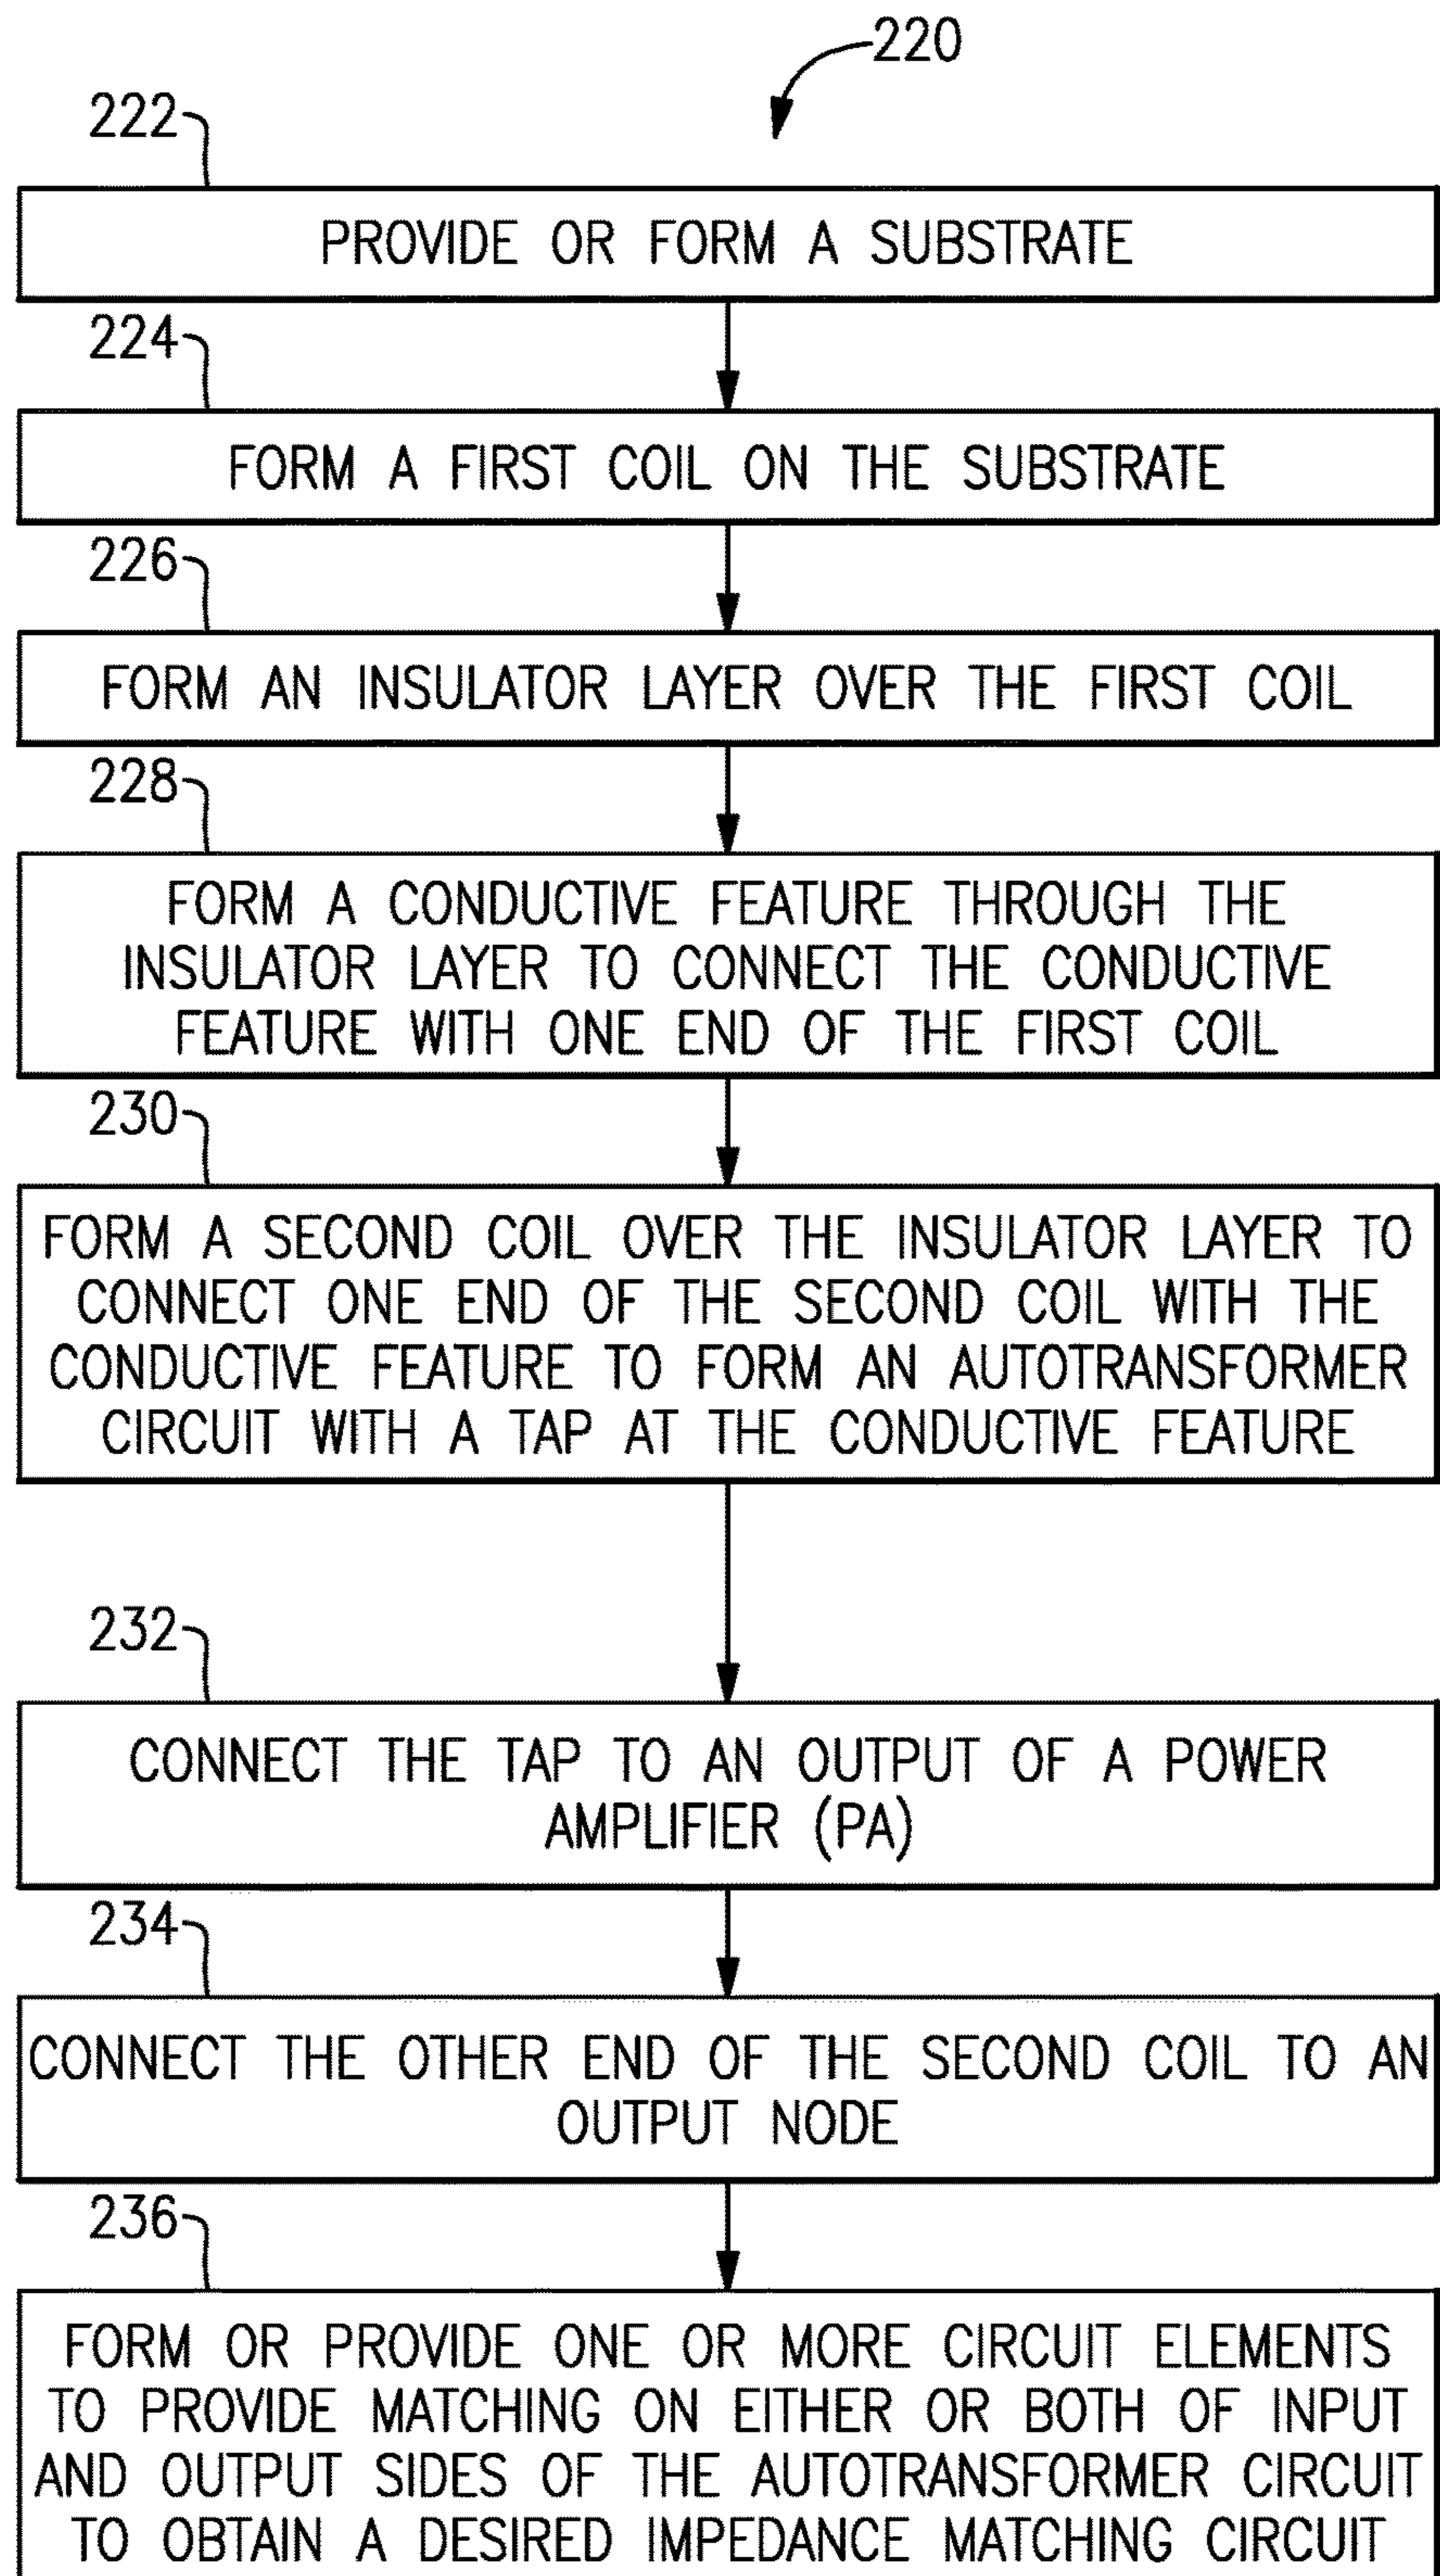 220
222
PROVIDE OR FORM A SUBSTRATE
224
FORM A FIRST COIL ON THE SUBSTRATE
226
FORM AN INSULATOR LAYER OVER THE FIRST COIL
228
FORM A CONDUCTIVE FEATURE THROUGH THE
INSULATOR LAYER TO CONNECT THE CONDUCTIVE
FEATURE WITH ONE END OF THE FIRST COIL
230
FORM A SECOND COIL OVER THE INSULATOR LAYER TO
CONNECT ONE END OF THE SECOND COIL WITH THE
CONDUCTIVE FEATURE TO FORM AN AUTOTRANSFORMER
CIRCUIT WITH A TAP AT THE CONDUCTIVE FEATURE
232
CONNECT THE TAP TO AN OUTPUT OF A POWER
AMPLIFIER (PA)
234
CONNECT THE OTHER END OF THE SECOND COIL TO AN
OUTPUT NODE
236
FORM OR PROVIDE ONE OR MORE CIRCUIT ELEMENTS
TO PROVIDE MATCHING ON EITHER OR BOTH OF INPUT
AND OUTPUT SIDES OF THE AUTOTRANSFORMER CIRCUIT
TO OBTAIN A DESIRED IMPEDANCE MATCHING CIRCUIT